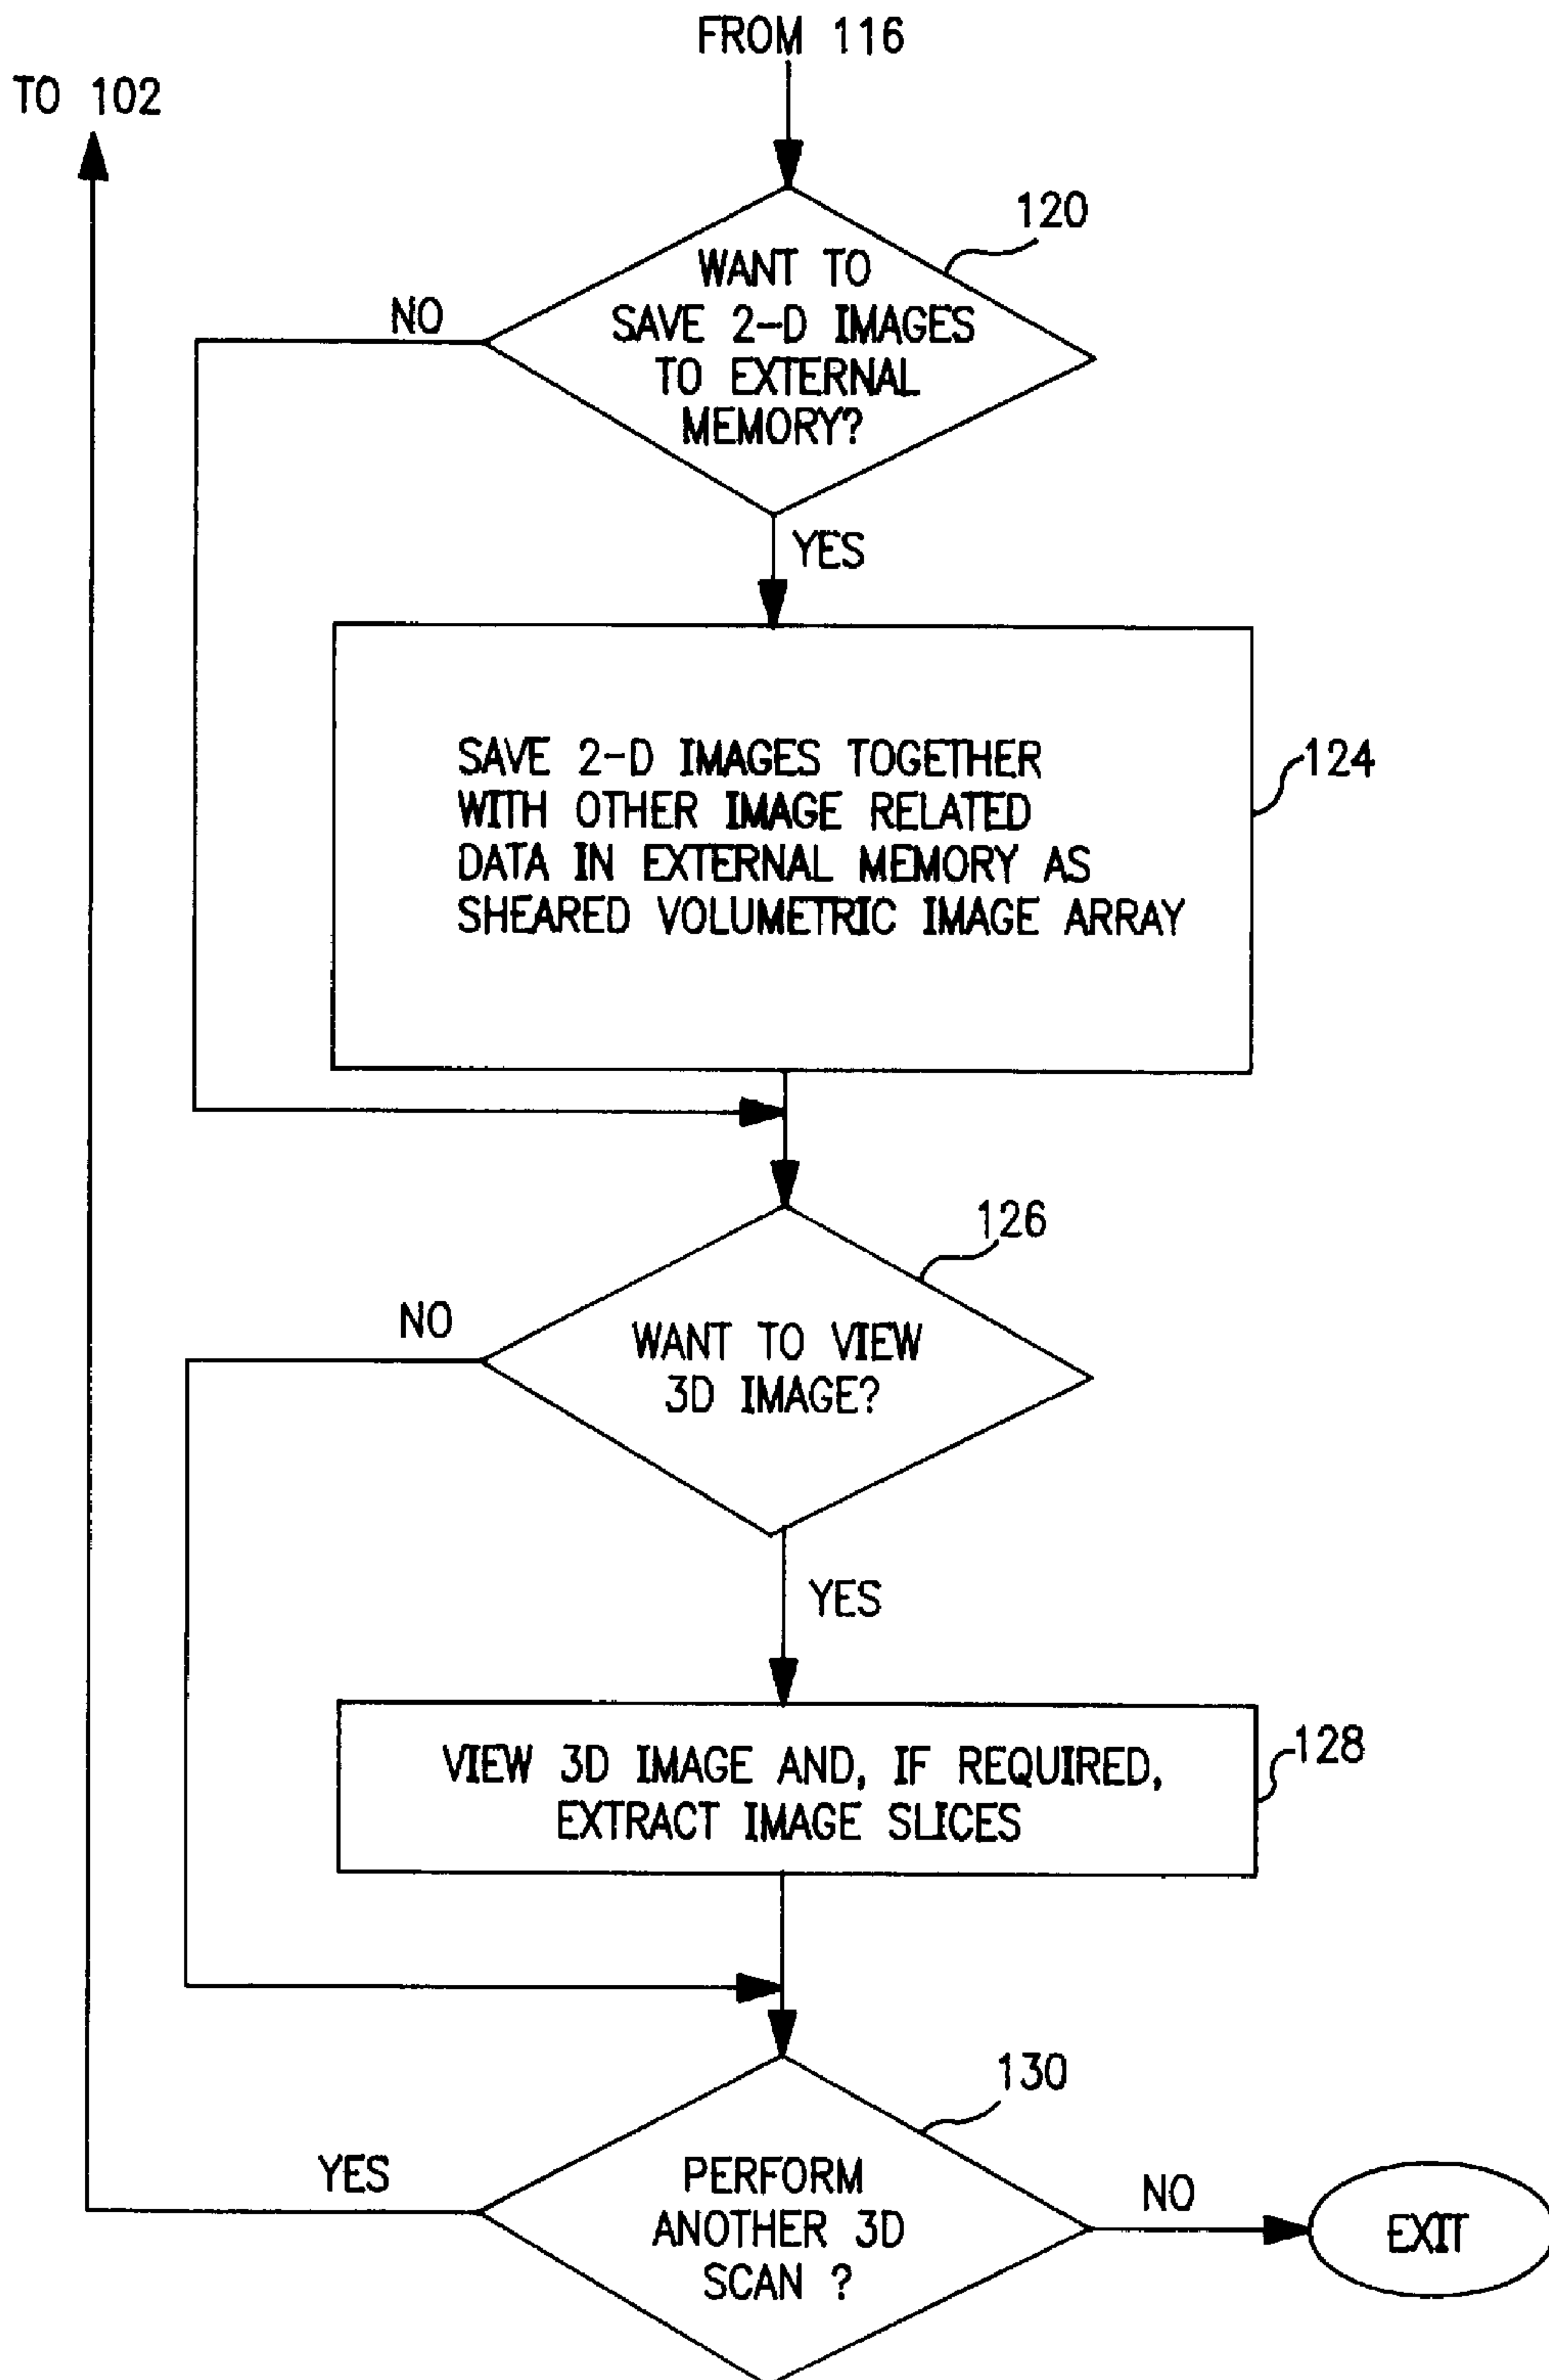 FROM 116
TO 102
120
WANT TO
SAVE 2-D IMAGES
TO EXTERNAL
MEMORY?
NO
YES
SAVE 2-D IMAGES TOGETHER
WITH OTHER IMAGE RELATED
DATA IN EXTERNAL MEMORY AS
SHEARED VOLUMETRIC IMAGE ARRAY
124
126
NO
WANT TO VIEW
3D IMAGE?
YES
VIEW 3D IMAGE AND, IF REQUIRED,
EXTRACT IMAGE SLICES
128
130
YES
PERFORM
ANOTHER 3D
SCAN ?
NO
EXIT